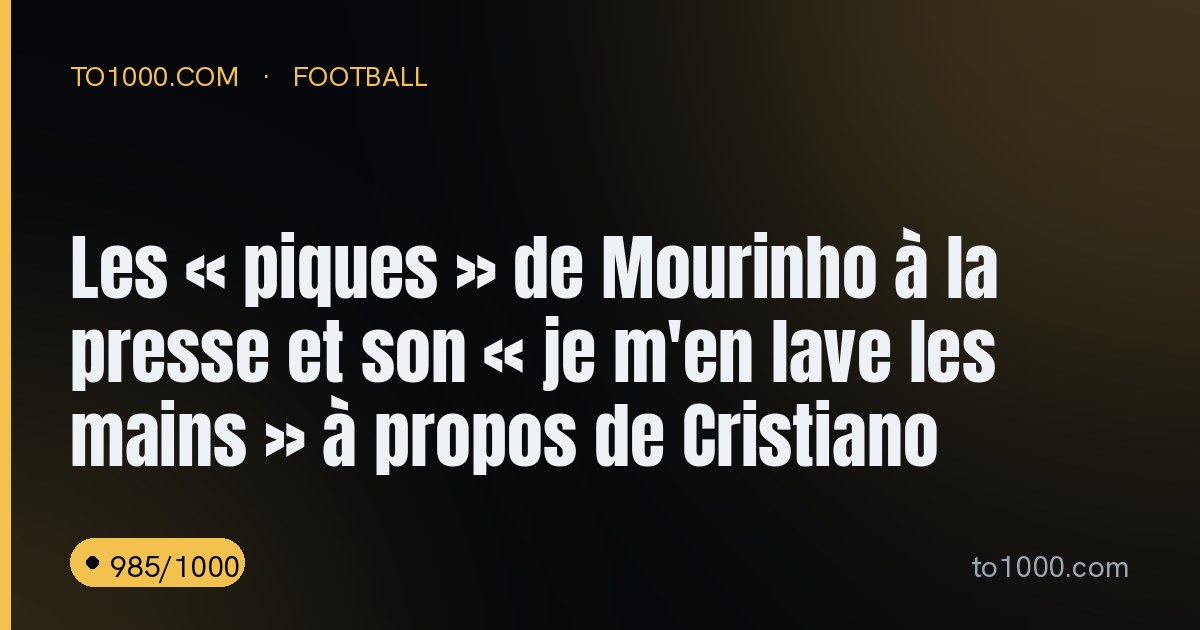 TO1000.COM · FOOTBALL
Les « piques » de Mourinho à la
presse et son « je m'en lave les
mains » à propos de Cristiano
985/1000
to1000.com